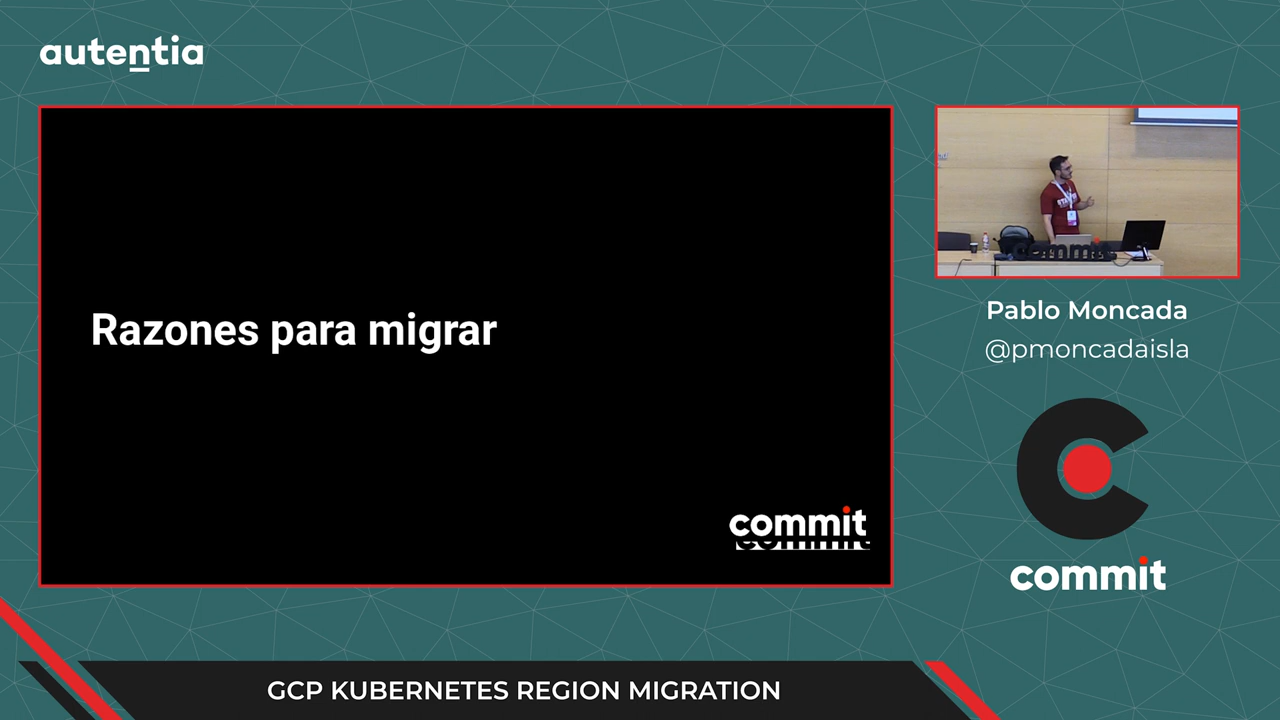 autentia
Razones para migrar
commit
Pablo Moncada
@pmoncadaisla
commit
GCP KUBERNETES REGION MIGRATION